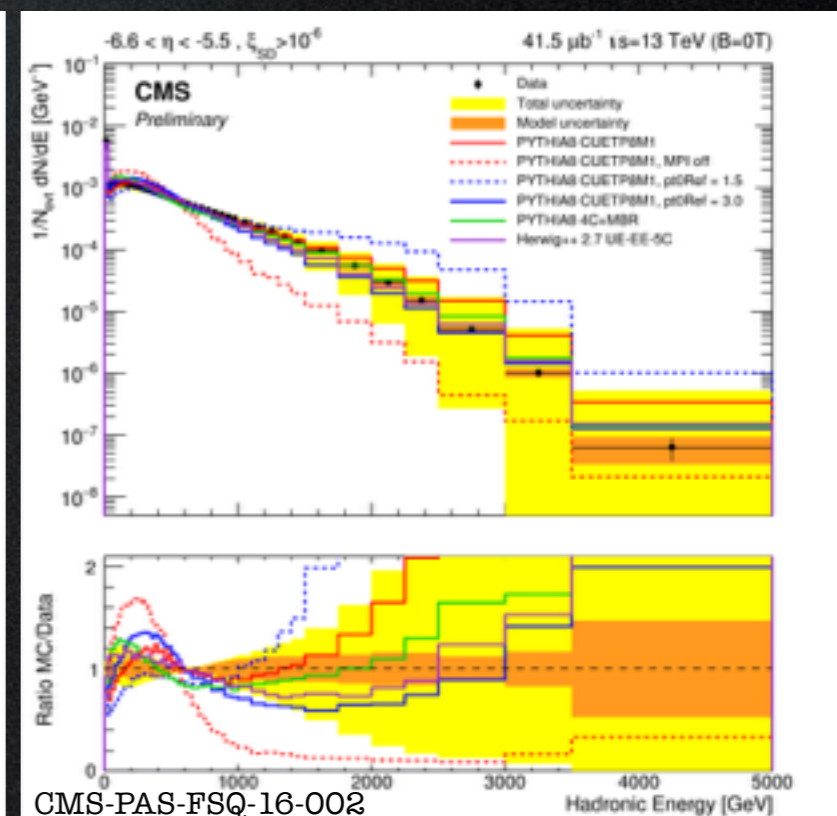 -6.6 < η < -5.5 , ξ_SD>10⁻⁶ 41.5 μb⁻¹ √s=13 TeV (B=0T)
CMS
Preliminary
Data
Total uncertainty
Model uncertainty
PYTHIA8 CUETP8M1
PYTHIA8 CUETP8M1, MPI off
PYTHIA8 CUETP8M1, pt0Ref = 1.5
PYTHIA8 CUETP8M1, pt0Ref = 3.0
PYTHIA8 4C+MBR
Herwig++ 2.7 UE-EE-5C
1/N_evt dN/dE [GeV⁻¹]
10⁻¹
10⁻²
10⁻³
10⁻⁴
10⁻⁵
10⁻⁶
10⁻⁷
10⁻⁸
Ratio MC/Data
2
1
0
0 1000 2000 3000 4000 5000
Hadronic Energy [GeV]
CMS-PAS-FSQ-16-002